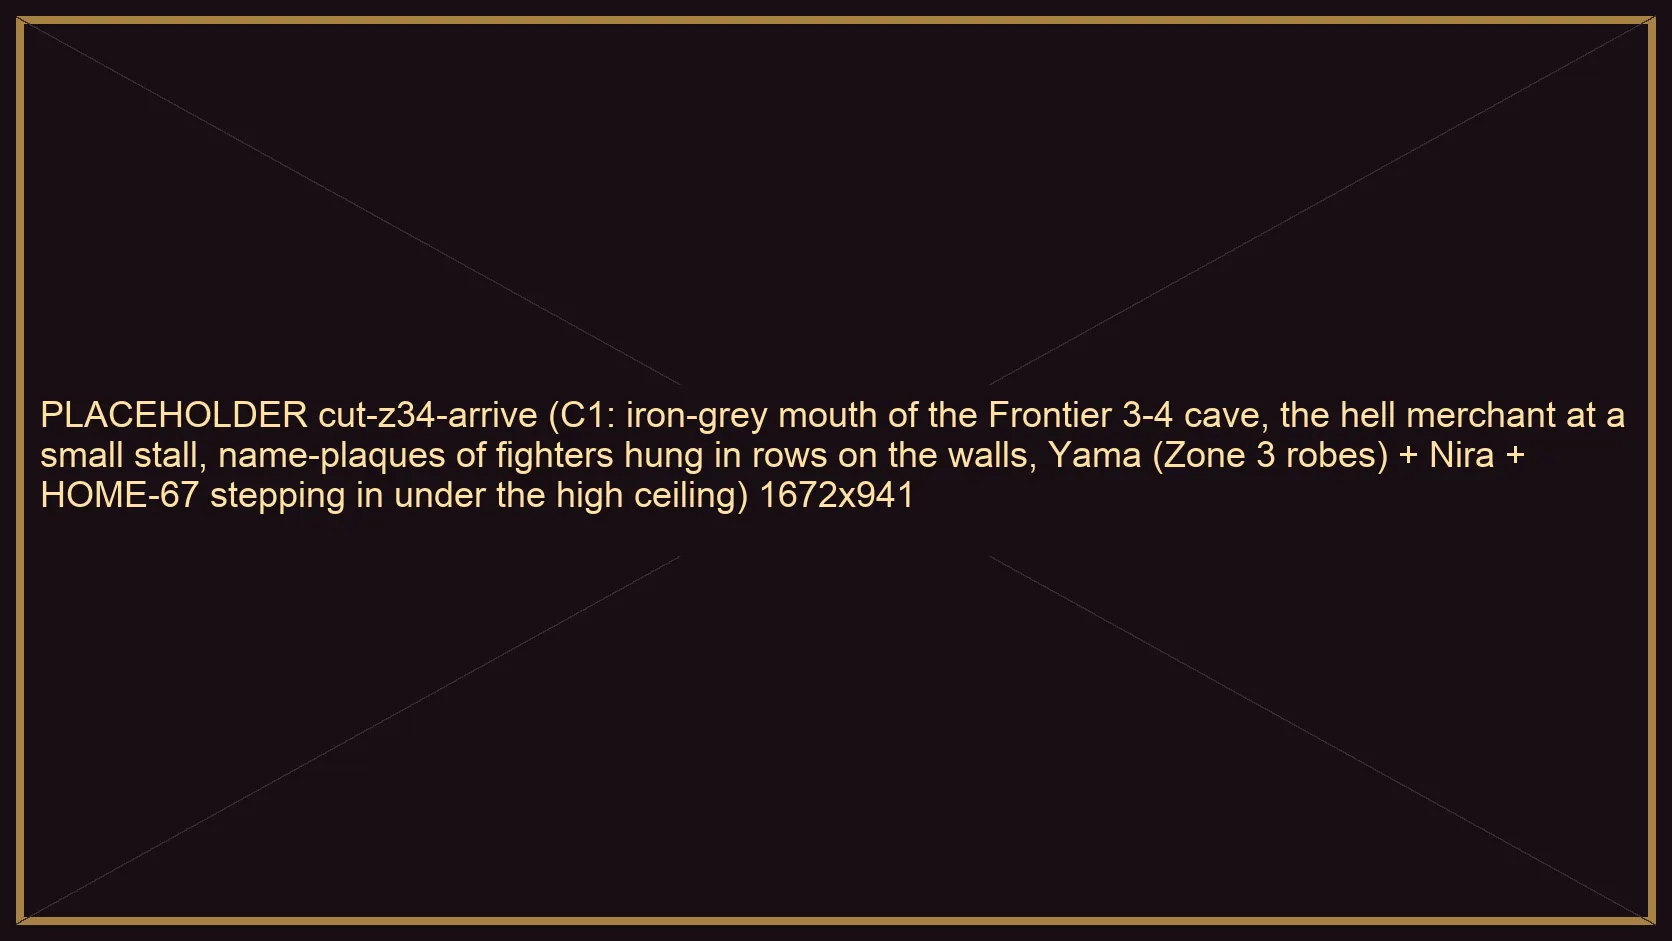 PLACEHOLDER cut-z34-arrive (C1: iron-grey mouth of the Frontier 3-4 cave, the hell merchant at a
small stall, name-plaques of fighters hung in rows on the walls, Yama (Zone 3 robes) + Nira +
HOME-67 stepping in under the high ceiling) 1672x941